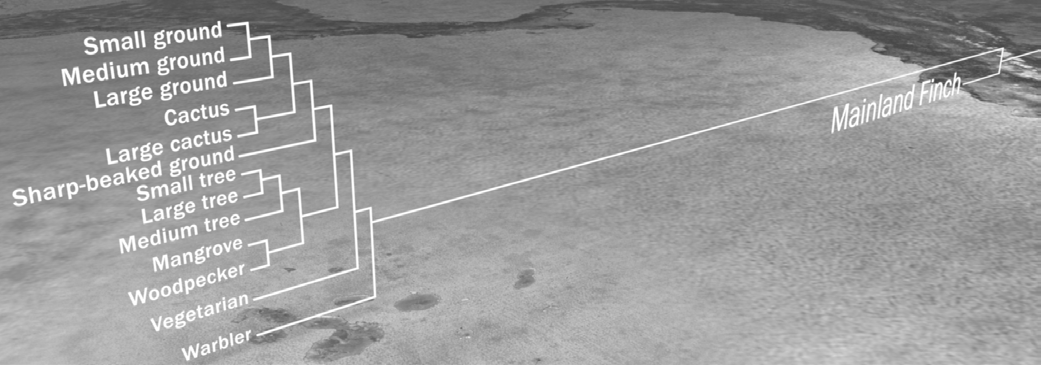 Small ground
Medium ground
Large ground
Cactus
Large cactus
Sharp-beaked ground
Small tree
Large tree
Medium tree
Mangrove
Woodpecker
Vegetarian
Warbler
Mainland Finch